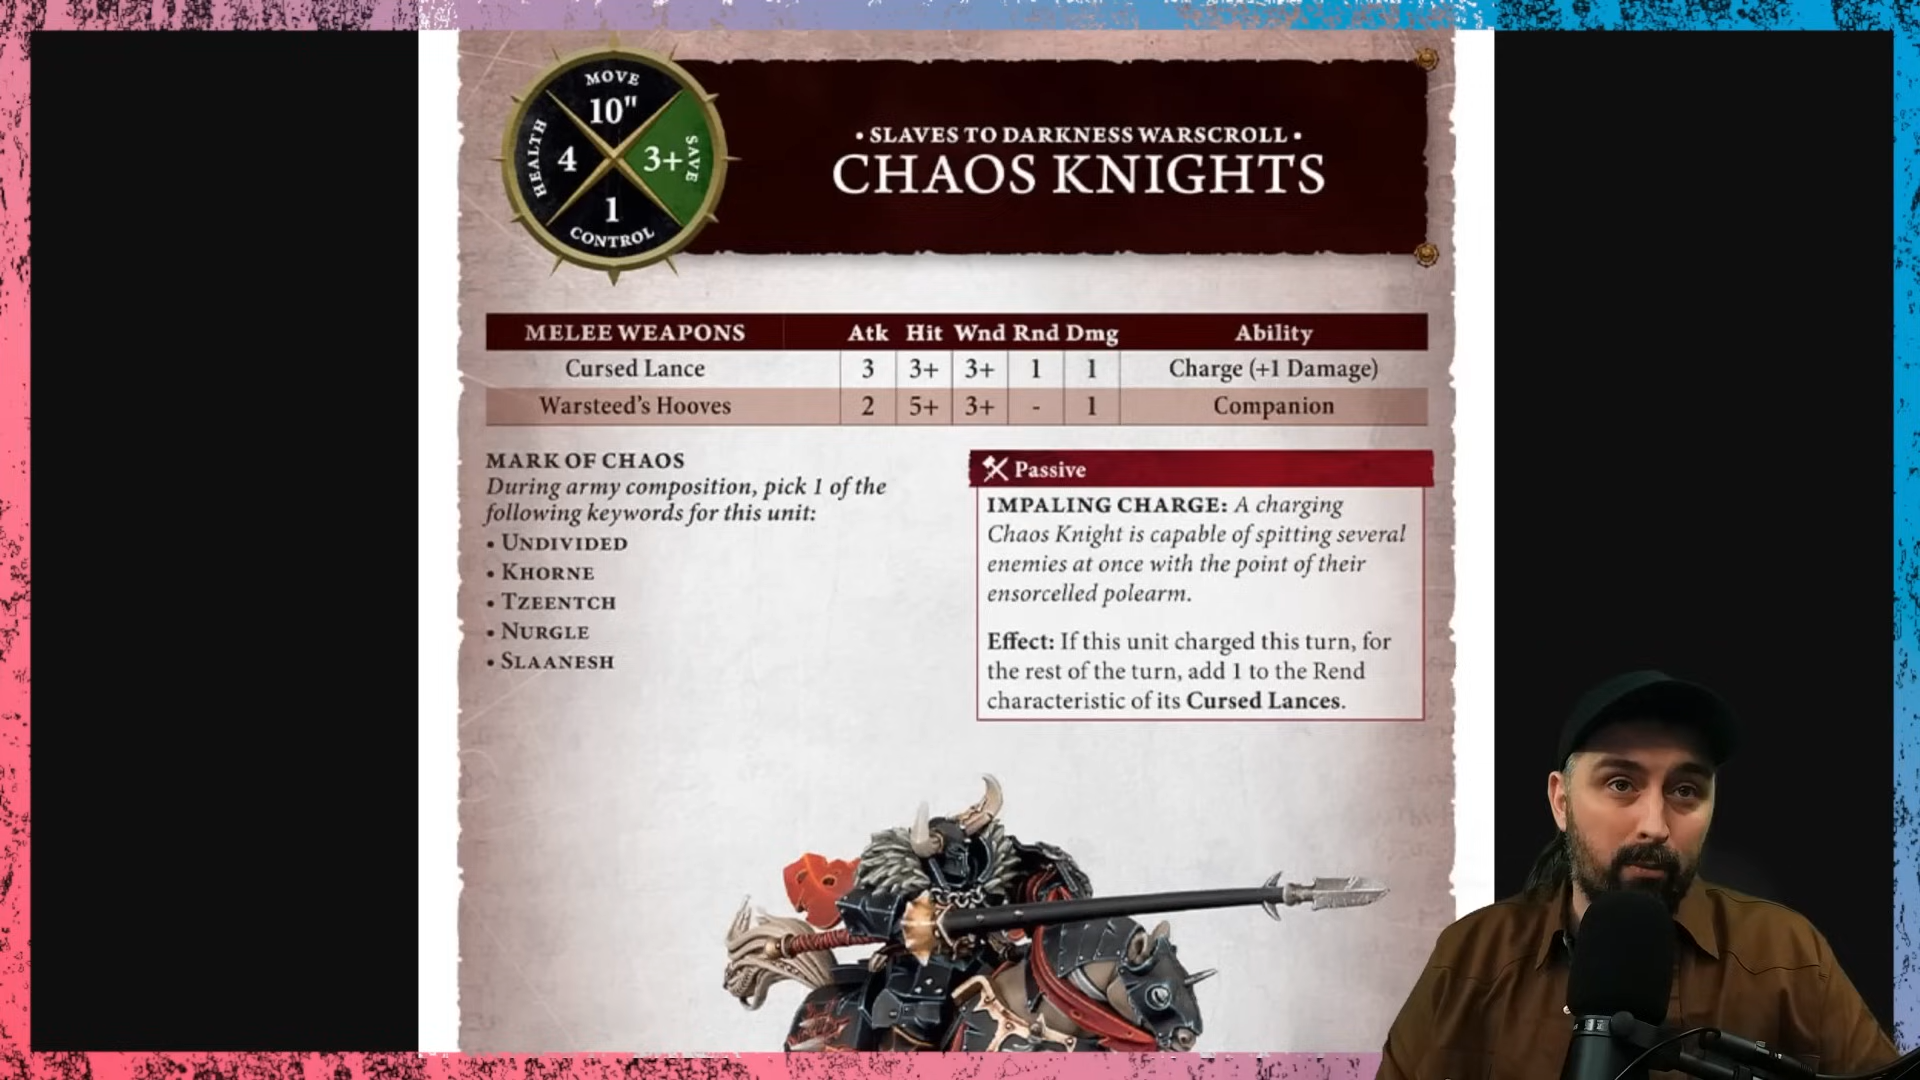 MOVE
10"
HEALTH
4
3+
SAVE
1
CONTROL
• SLAVES TO DARKNESS WARSCROLL •
CHAOS KNIGHTS
MELEE WEAPONS Atk Hit Wnd Rnd Dmg Ability
Cursed Lance 3 3+ 3+ 1 1 Charge (+1 Damage)
Warsteed's Hooves 2 5+ 3+ - 1 Companion
MARK OF CHAOS
During army composition, pick 1 of the
following keywords for this unit:
• UNDIVIDED
• KHORNE
• TZEENTCH
• NURGLE
• SLAANESH
Passive
IMPALING CHARGE: A charging
Chaos Knight is capable of spitting several
enemies at once with the point of their
ensorcelled polearm.
Effect: If this unit charged this turn, for
the rest of the turn, add 1 to the Rend
characteristic of its Cursed Lances.